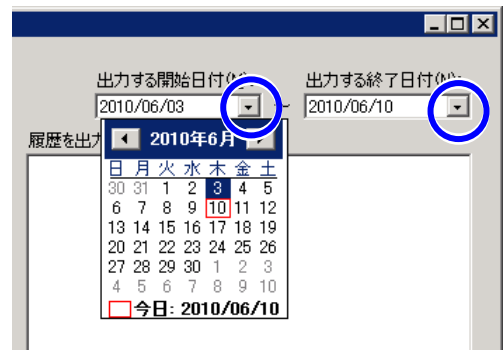 出力する開始日付(M): 出力する終了日付(N):
2010/06/03 ~ 2010/06/10
履歴を出力
2010年6月
日 月 火 水 木 金 土
30 31 1 2 3 4 5
6 7 8 9 10 11 12
13 14 15 16 17 18 19
20 21 22 23 24 25 26
27 28 29 30 1 2 3
4 5 6 7 8 9 10
今日: 2010/06/10